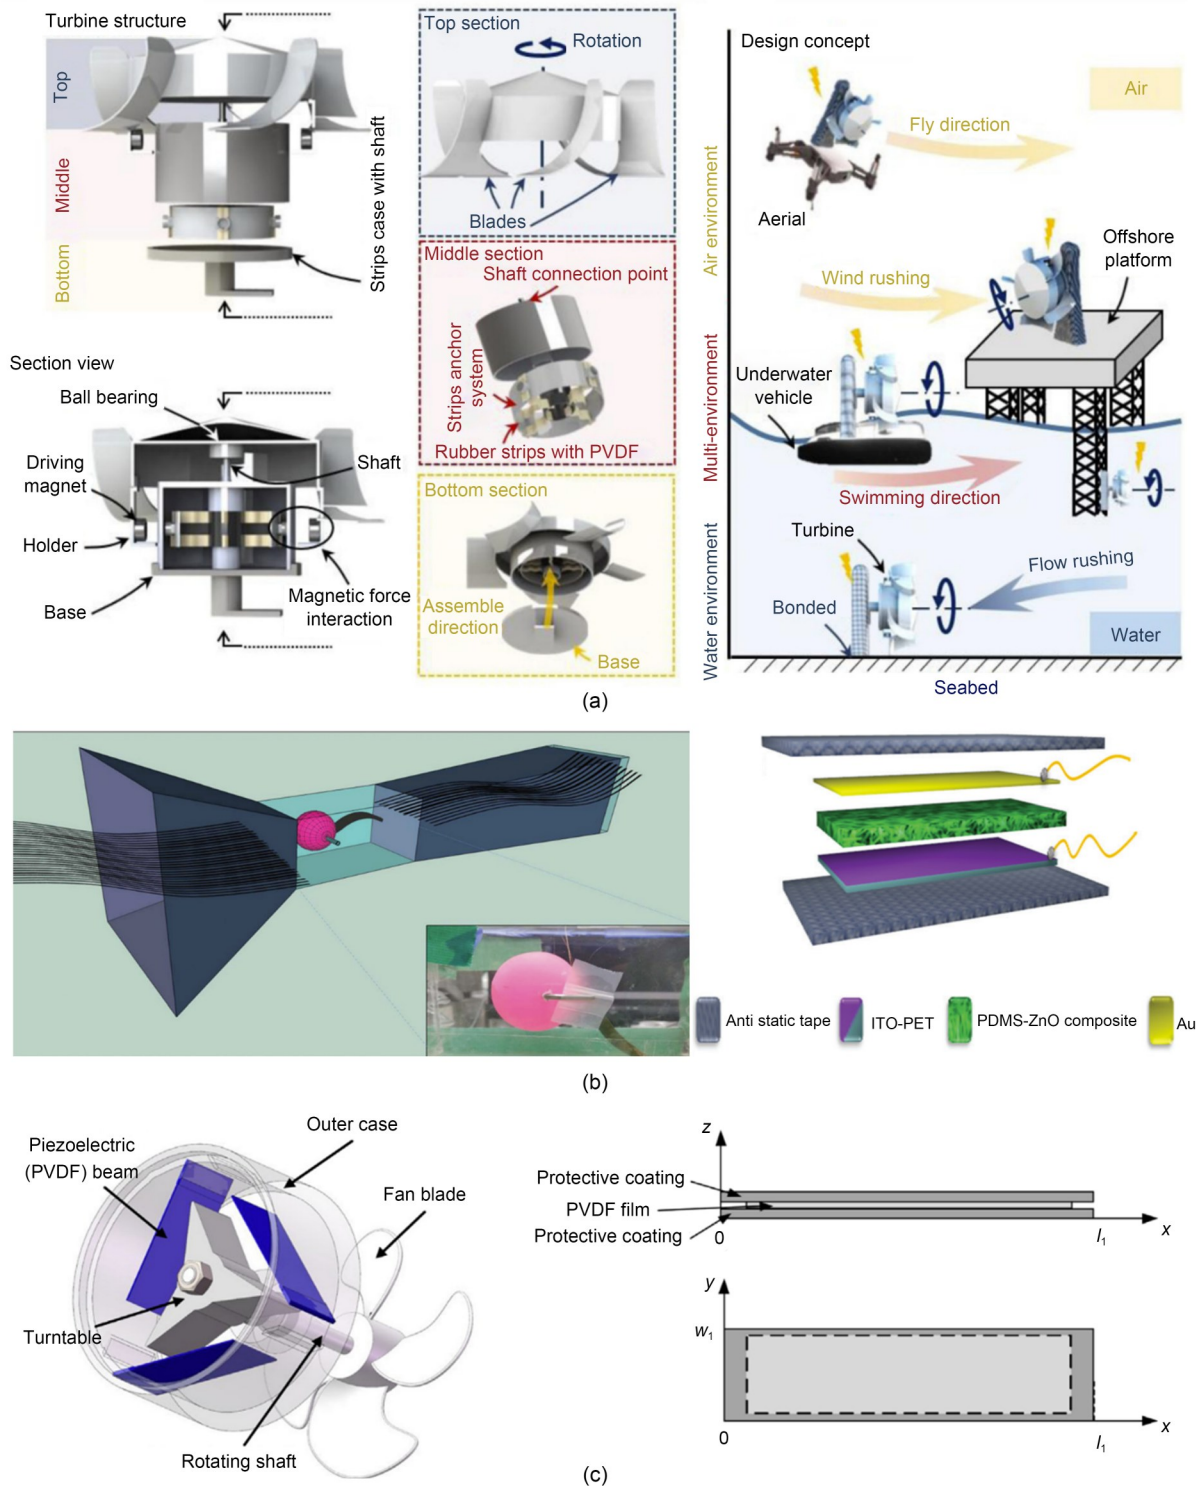 Turbine structure
Top
Middle
Bottom
Strips case with shaft
Section view
Ball bearing
Driving
magnet
Shaft
Holder
Base
Magnetic force
interaction
Top section
Rotation
Blades
Middle section
Shaft connection point
Strips anchor
system
Rubber strips with PVDF
Bottom section
Assemble
direction
Base
Design concept
Air
Fly direction
Aerial
Air environment
Wind rushing
Offshore
platform
Multi-environment
Underwater
vehicle
Swimming direction
Water environment
Turbine
Flow rushing
Bonded
Water
Seabed
(a)
Anti static tape
ITO-PET
PDMS-ZnO composite
Au
(b)
Piezoelectric
(PVDF) beam
Outer case
Fan blade
Turntable
Rotating shaft
z
Protective coating
PVDF film
Protective coating
0
l1
x
y
w1
0
l1
x
(c)